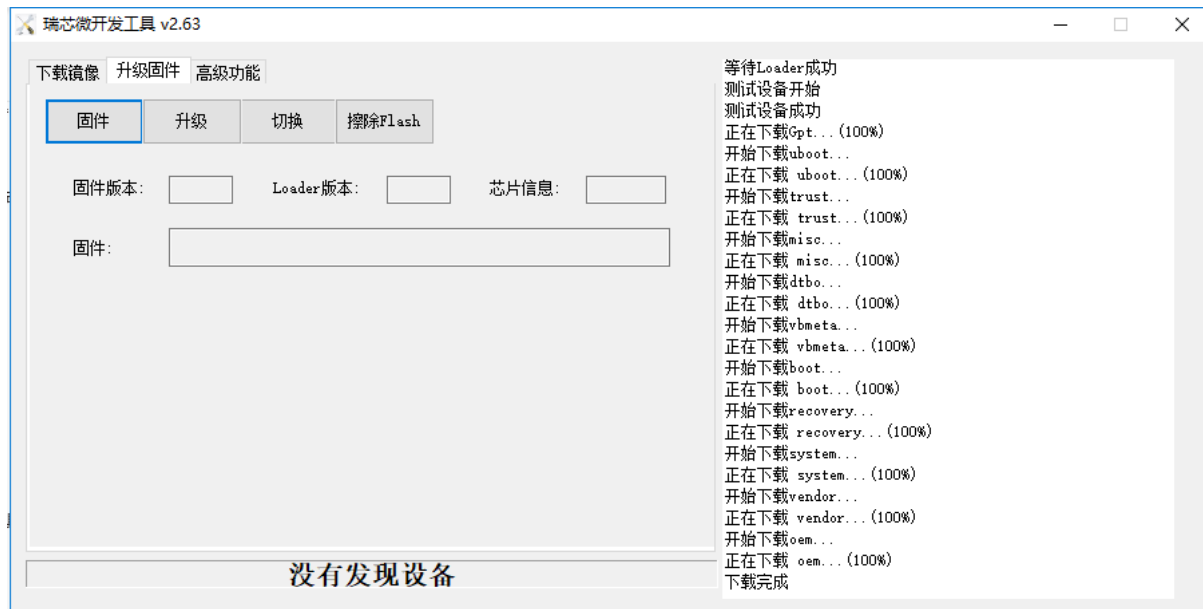 瑞芯微开发工具 v2.63
下载镜像 升级固件 高级功能
固件 升级 切换 擦除Flash
固件版本: Loader版本: 芯片信息:
固件:
没有发现设备
等待Loader成功
测试设备开始
测试设备成功
正在下载Gpt...(100%)
开始下载uboot...
正在下载 uboot...(100%)
开始下载trust...
正在下载 trust...(100%)
开始下载misc...
正在下载 misc...(100%)
开始下载dtbo...
正在下载 dtbo...(100%)
开始下载vbmeta...
正在下载 vbmeta...(100%)
开始下载boot...
正在下载 boot...(100%)
开始下载recovery...
正在下载 recovery...(100%)
开始下载system...
正在下载 system...(100%)
开始下载vendor...
正在下载 vendor...(100%)
开始下载oem...
正在下载 oem...(100%)
下载完成